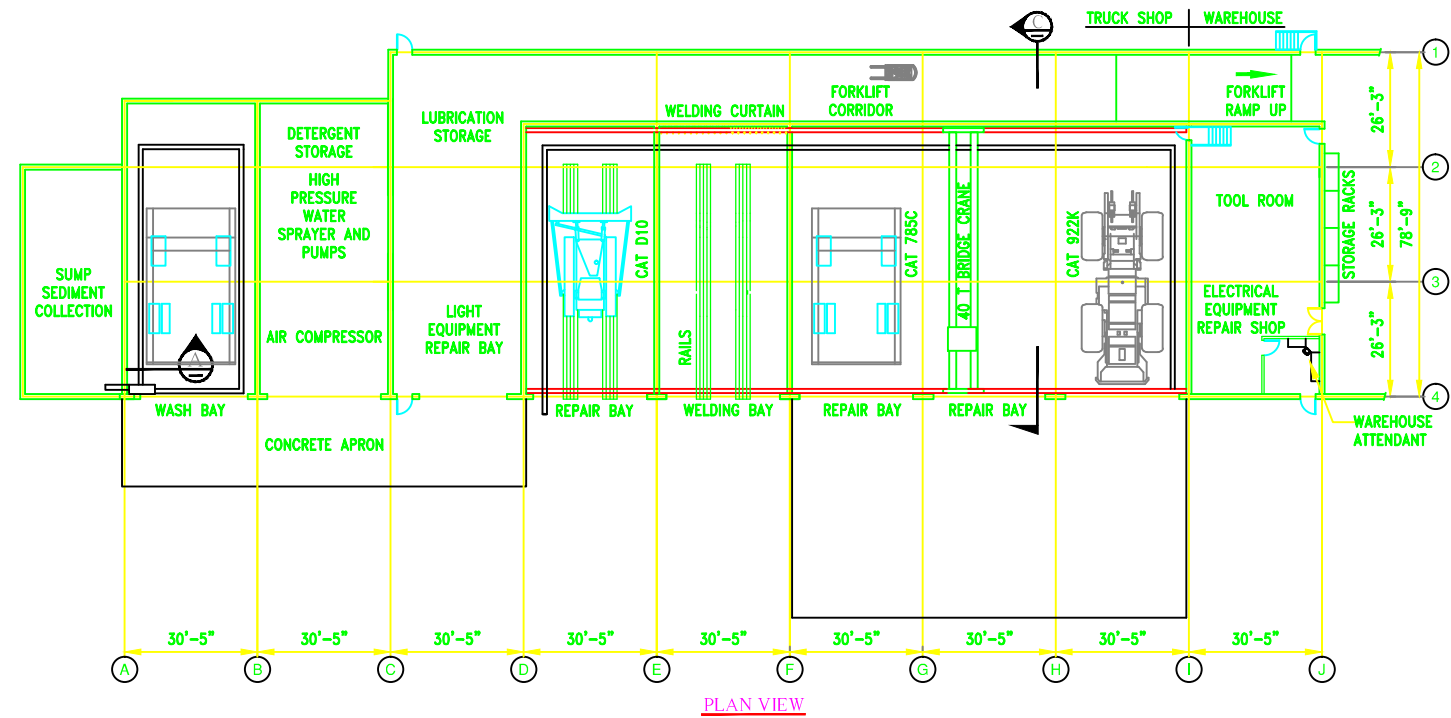 TRUCK SHOP
WAREHOUSE
C
1
LUBRICATION
STORAGE
WELDING CURTAIN
FORKLIFT
CORRIDOR
FORKLIFT
RAMP UP
26'-3"
DETERGENT
STORAGE
2
HIGH
PRESSURE
WATER
SPRAYER AND
PUMPS
CAT D10
CAT 785C
40 T BRIDGE CRANE
CAT 922K
TOOL ROOM
STORAGE RACKS
26'-3"
78'-9"
SUMP
SEDIMENT
COLLECTION
3
LIGHT
EQUIPMENT
REPAIR BAY
AIR COMPRESSOR
RAILS
ELECTRICAL
EQUIPMENT
REPAIR SHOP
26'-3"
A
4
WASH BAY
REPAIR BAY
WELDING BAY
REPAIR BAY
REPAIR BAY
WAREHOUSE
ATTENDANT
CONCRETE APRON
30'-5"
30'-5"
30'-5"
30'-5"
30'-5"
30'-5"
30'-5"
30'-5"
30'-5"
A
B
C
D
E
F
G
H
I
J
PLAN VIEW